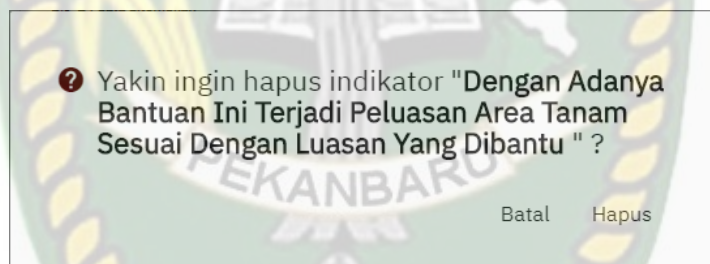 Yakin ingin hapus indikator "Dengan Adanya
Bantuan Ini Terjadi Peluasan Area Tanam
Sesuai Dengan Luasan Yang Dibantu " ?
PEKANBARU
Batal Hapus